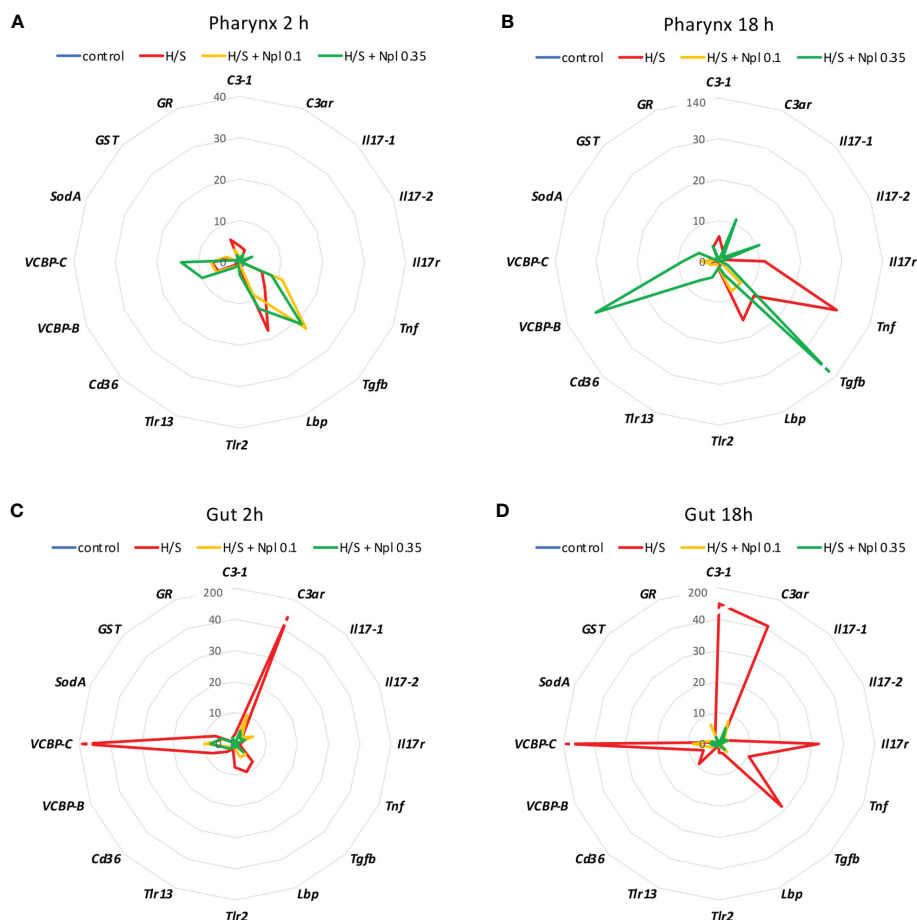 A
Pharynx 2 h
control H/S H/S + Npl 0.1 H/S + Npl 0.35
C3-1
GR C3ar
GST Il17-1
SodA Il17-2
VCBP-C Il17r
VCBP-B Tnf
Cd36 Tgfb
Tlr13 Lbp
Tlr2
40
30
20
10
0
B
Pharynx 18 h
control H/S H/S + Npl 0.1 H/S + Npl 0.35
C3-1
GR C3ar
GST Il17-1
SodA Il17-2
VCBP-C Il17r
VCBP-B Tnf
Cd36 Tgfb
Tlr13 Lbp
Tlr2
140
30
20
10
0
C
Gut 2h
control H/S H/S + Npl 0.1 H/S + Npl 0.35
C3-1
GR C3ar
GST Il17-1
SodA Il17-2
VCBP-C Il17r
VCBP-B Tnf
Cd36 Tgfb
Tlr13 Lbp
Tlr2
200
40
30
20
10
0
D
Gut 18h
control H/S H/S + Npl 0.1 H/S + Npl 0.35
C3-1
GR C3ar
GST Il17-1
SodA Il17-2
VCBP-C Il17r
VCBP-B Tnf
Cd36 Tgfb
Tlr13 Lbp
Tlr2
200
40
30
20
10
0